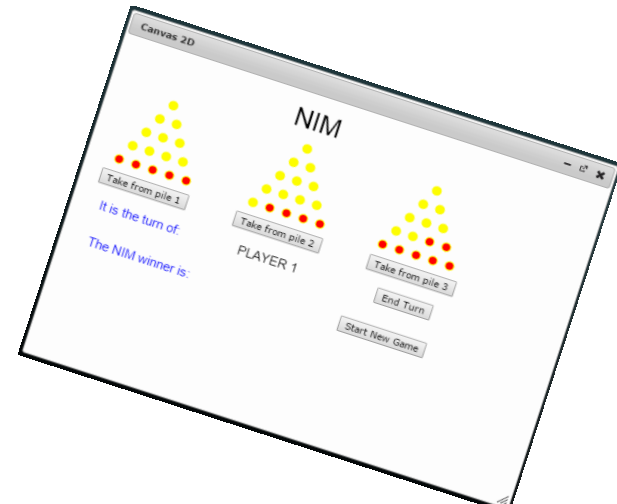 Canvas 2D
NIM
Take from pile 1
Take from pile 2
Take from pile 3
It is the turn of:
PLAYER 1
The NIM winner is:
End Turn
Start New Game